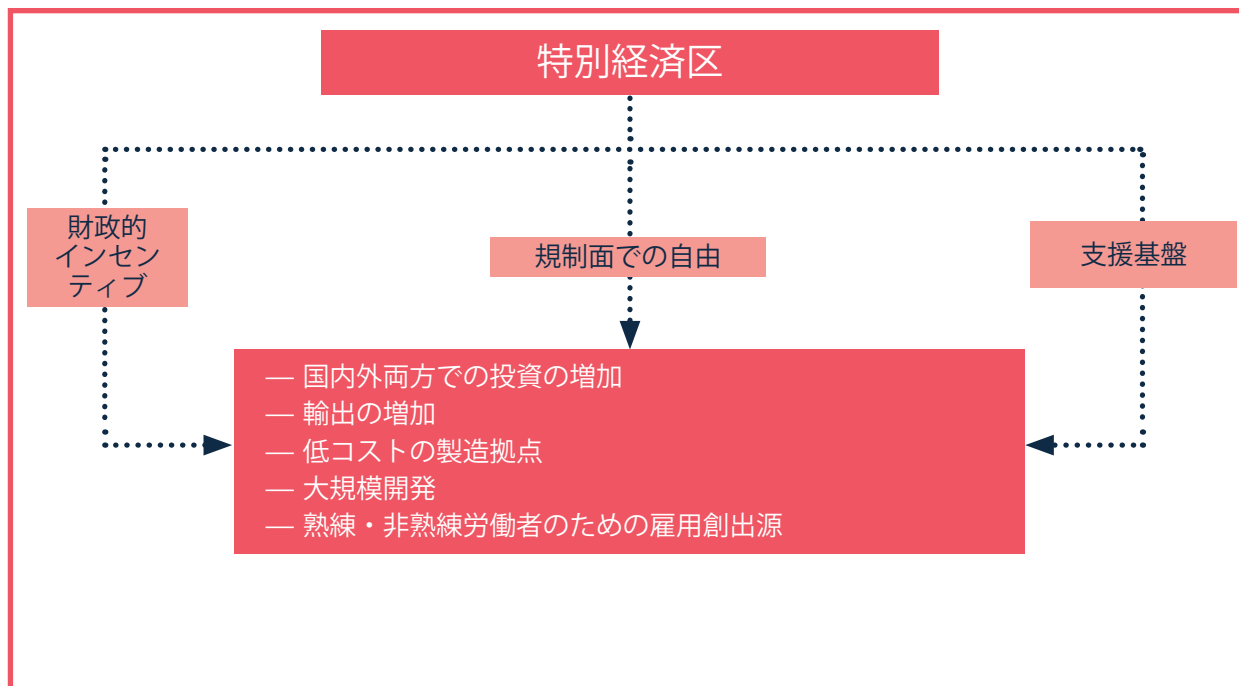 特別経済区
財政的
インセン
ティブ
規制面での自由
支援基盤
— 国内外両方での投資の増加
— 輸出の増加
— 低コストの製造拠点
— 大規模開発
— 熟練・非熟練労働者のための雇用創出源